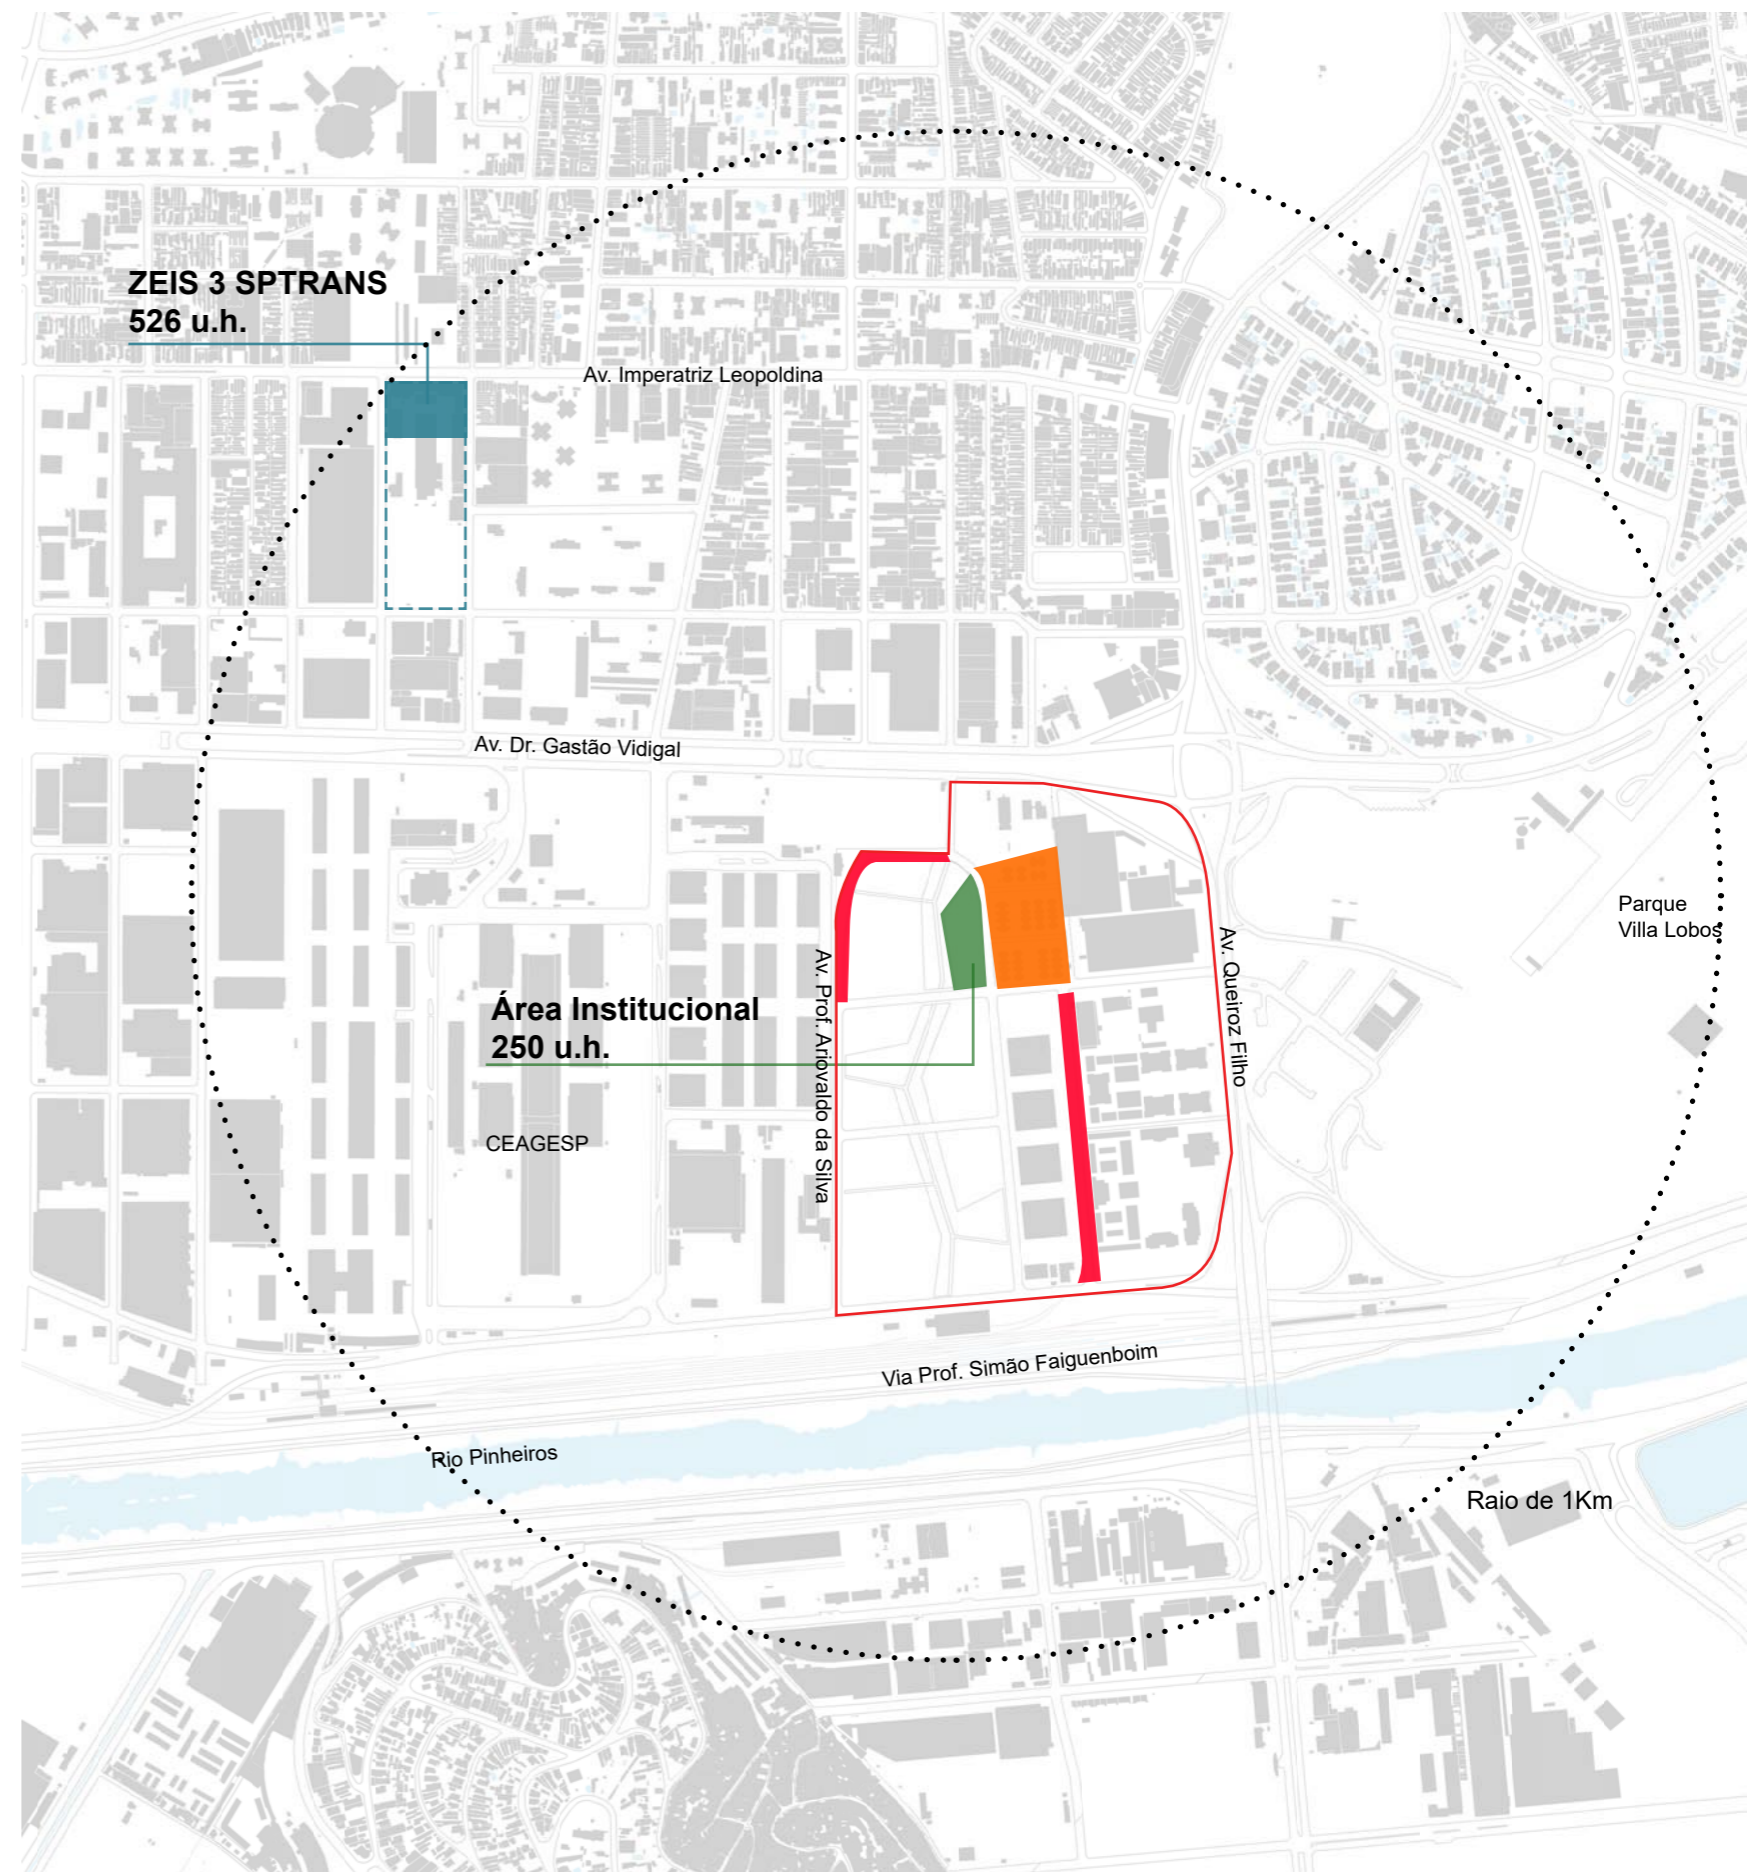 ZEIS 3 SPTRANS
526 u.h.
Av. Imperatriz Leopoldina
Av. Dr. Gastão Vidigal
Parque
Villa Lobos
Av. Queiroz Filho
Av. Prof. Ariovaldo da Silva
Área Institucional
250 u.h.
CEAGESP
Via Prof. Simão Faiguenboim
Rio Pinheiros
Raio de 1Km